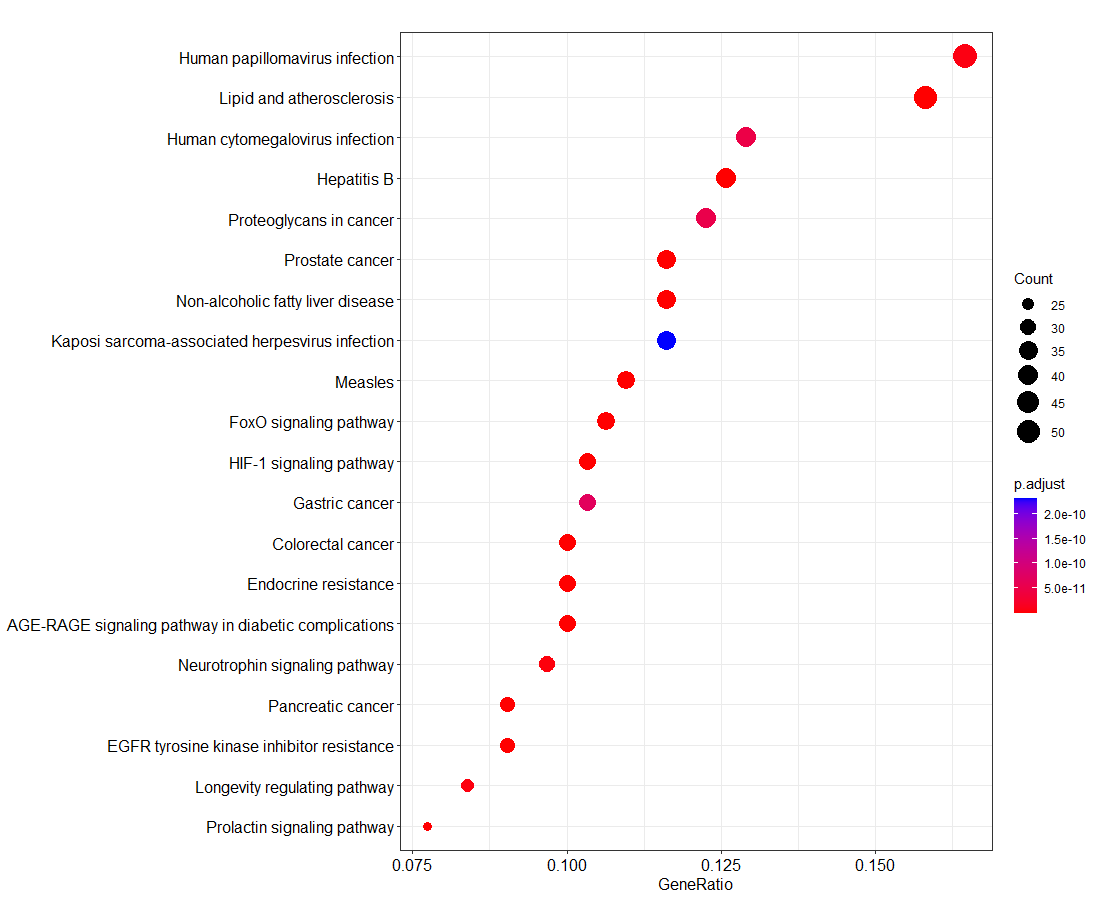 Human papillomavirus infection
Lipid and atherosclerosis
Human cytomegalovirus infection
Hepatitis B
Proteoglycans in cancer
Prostate cancer
Non-alcoholic fatty liver disease
Kaposi sarcoma-associated herpesvirus infection
Measles
FoxO signaling pathway
HIF-1 signaling pathway
Gastric cancer
Colorectal cancer
Endocrine resistance
AGE-RAGE signaling pathway in diabetic complications
Neurotrophin signaling pathway
Pancreatic cancer
EGFR tyrosine kinase inhibitor resistance
Longevity regulating pathway
Prolactin signaling pathway
0.075 0.100 0.125 0.150
GeneRatio
Count
25
30
35
40
45
50
p.adjust
2.0e-10
1.5e-10
1.0e-10
5.0e-11